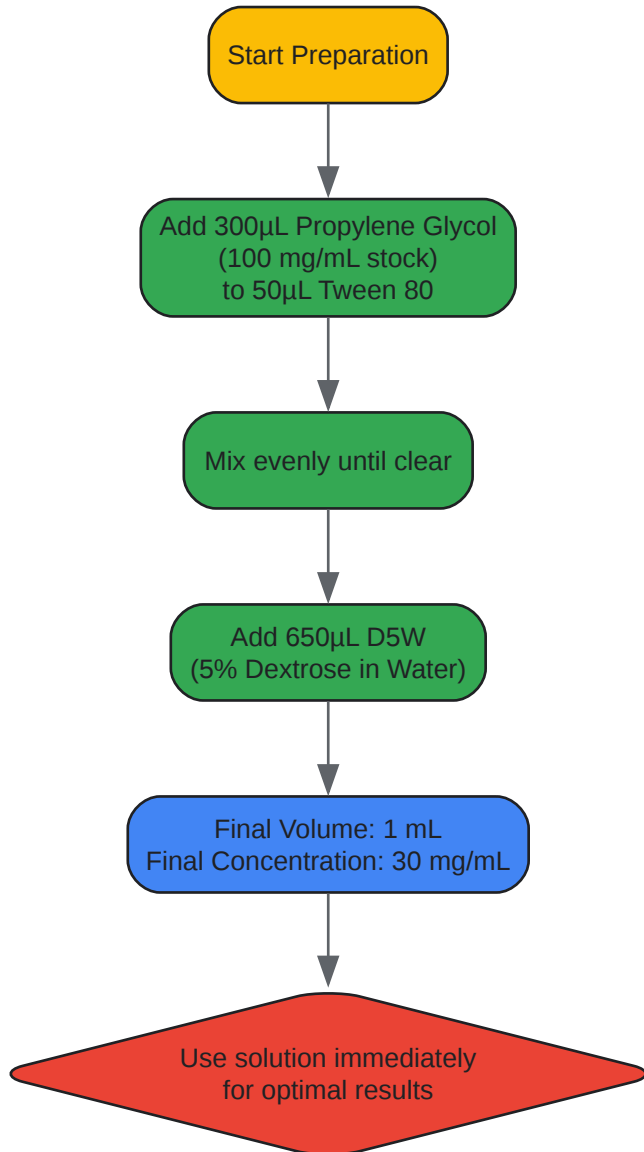 Start Preparation
Add 300µL Propylene Glycol
(100 mg/mL stock)
to 50µL Tween 80
Mix evenly until clear
Add 650µL D5W
(5% Dextrose in Water)
Final Volume: 1 mL
Final Concentration: 30 mg/mL
Use solution immediately
for optimal results